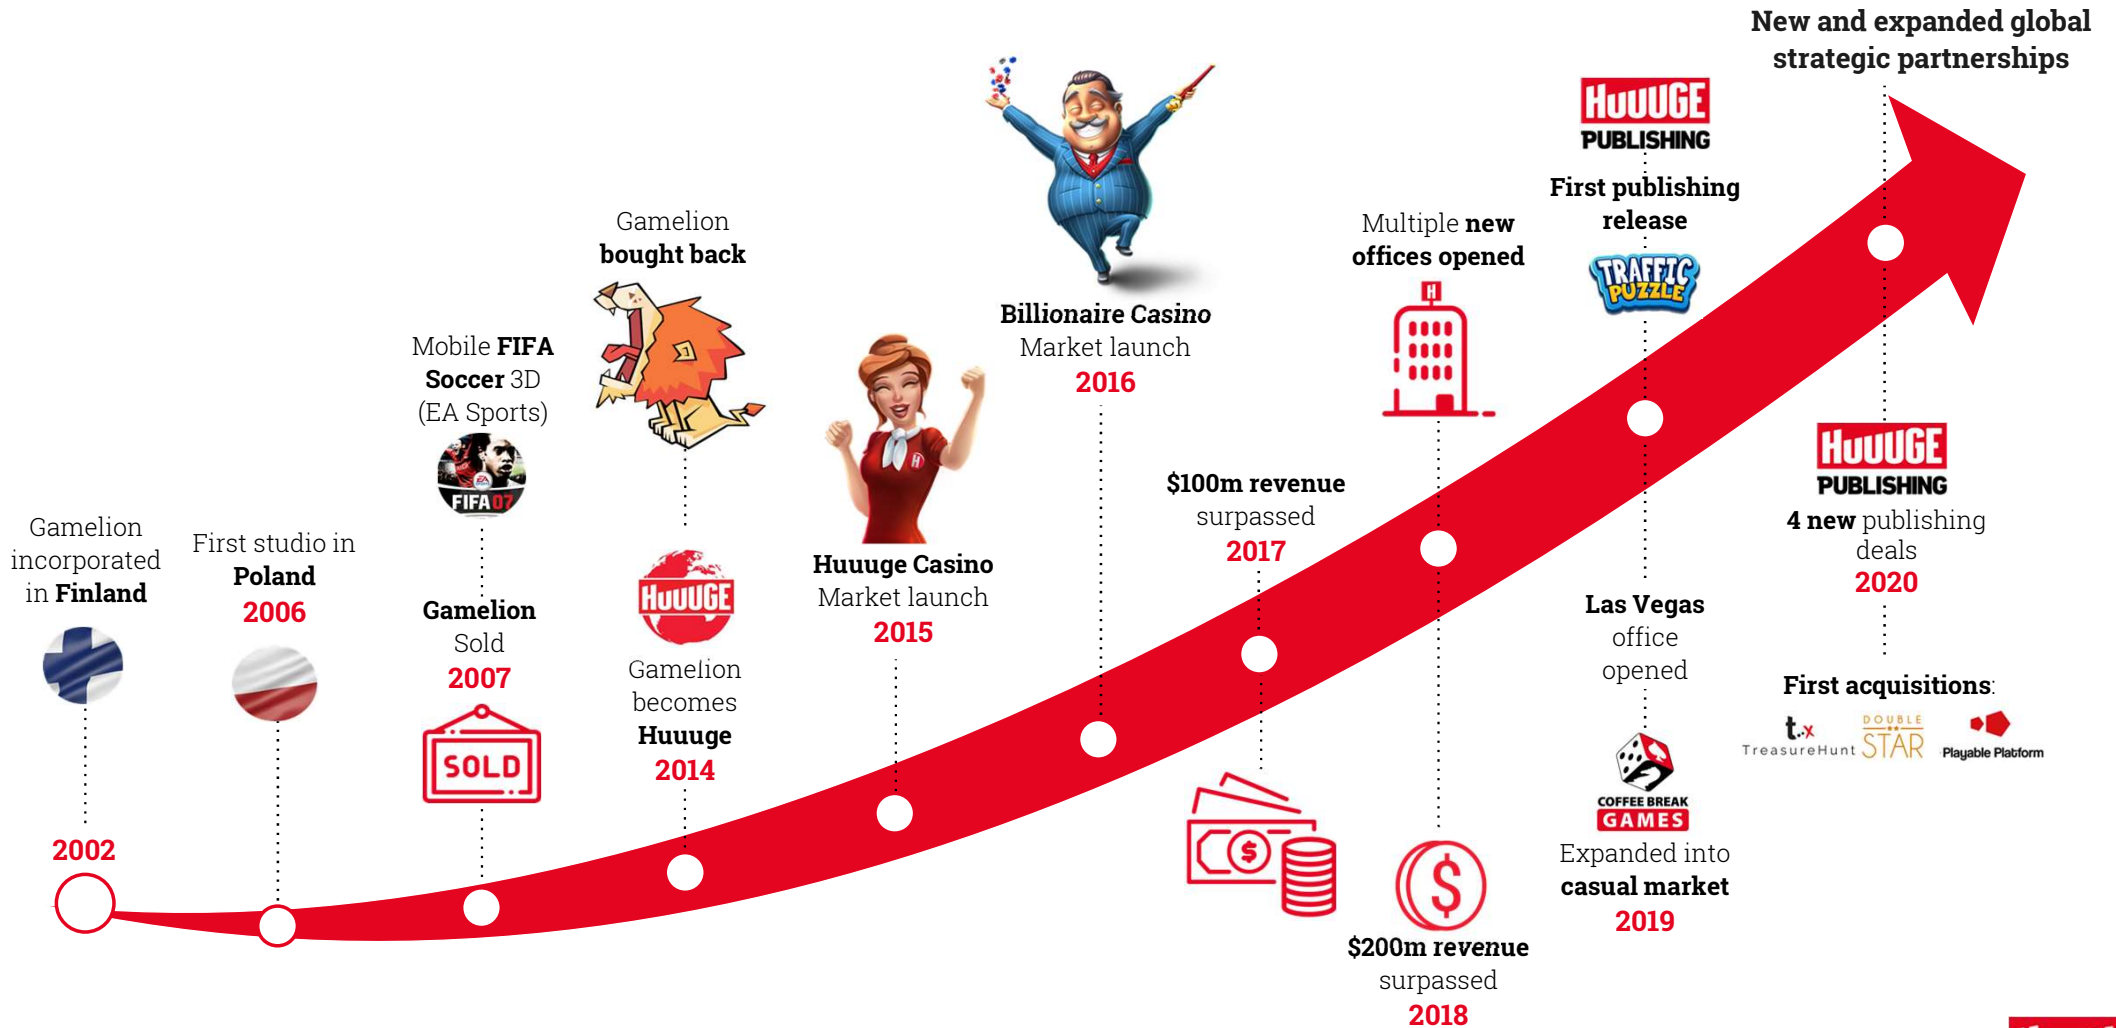 Gamelion
incorporated
in Finland
2002
First studio in
Poland
2006
Mobile FIFA
Soccer 3D
(EA Sports)
EA
SPORTS
FIFA 07
Gamelion
Sold
2007
SOLD
Gamelion
bought back
HUUUGE
Gamelion
becomes
Huuuge
2014
H
Huuuge Casino
Market launch
2015
Billionaire Casino
Market launch
2016
$100m revenue
surpassed
2017
$
Multiple new
offices opened
H
$
$200m revenue
surpassed
2018
HUUUGE
PUBLISHING
First publishing
release
TRAFFIC
PUZZLE
Las Vegas
office
opened
COFFEE BREAK
GAMES
Expanded into
casual market
2019
New and expanded global
strategic partnerships
HUUUGE
PUBLISHING
4 new publishing
deals
2020
First acquisitions:
t..x
TreasureHunt
DOUBLE
STAR
Playable Platform